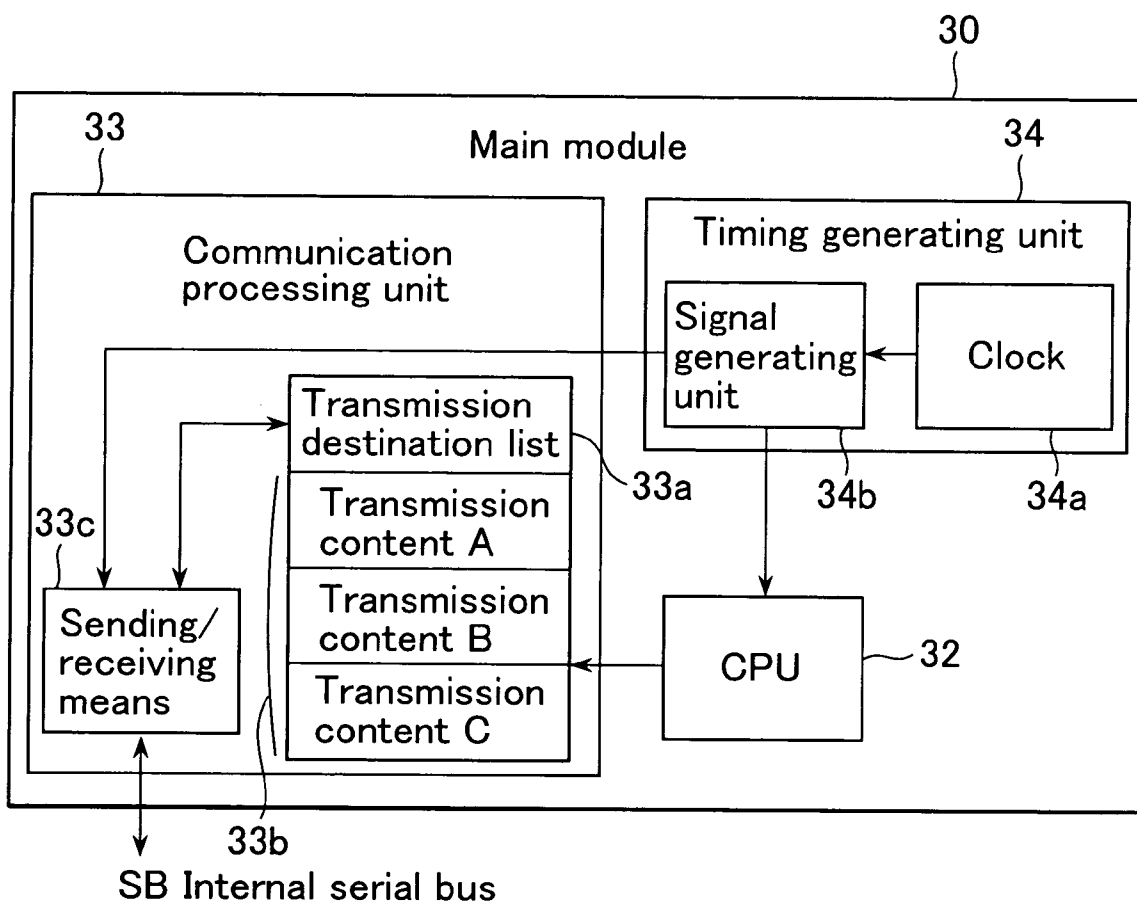 30
33
34
Main module
Timing generating unit
Communication
processing unit
Signal
generating
unit
Clock
Transmission
destination list
33a
34b
34a
Transmission
content A
33c
Transmission
content B
Sending/
receiving
means
CPU
32
Transmission
content C
33b
SB Internal serial bus